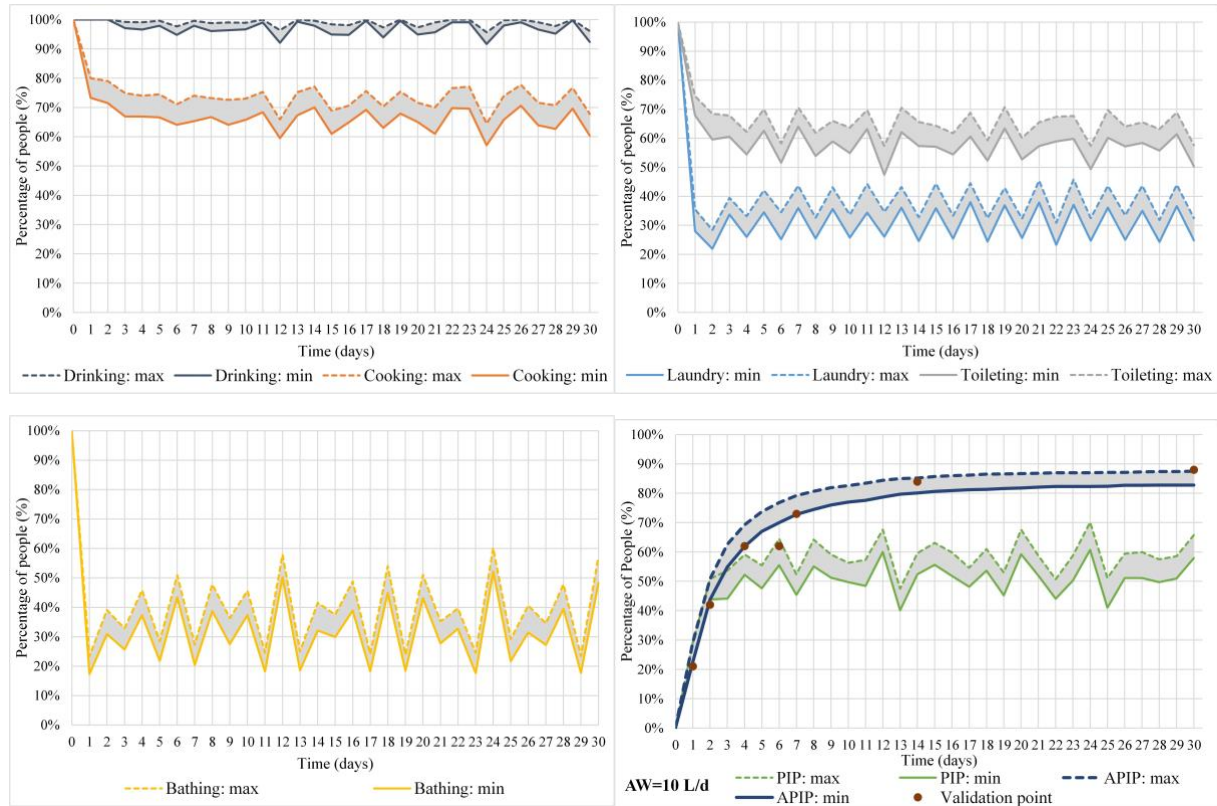 100%
90%
80%
70%
60%
50%
40%
30%
20%
10%
0%
Percentage of people (%)
0 1 2 3 4 5 6 7 8 9 10 11 12 13 14 15 16 17 18 19 20 21 22 23 24 25 26 27 28 29 30
Time (days)
Drinking: max Drinking: min Cooking: max Cooking: min
100%
90%
80%
70%
60%
50%
40%
30%
20%
10%
0%
Percentage of people (%)
0 1 2 3 4 5 6 7 8 9 10 11 12 13 14 15 16 17 18 19 20 21 22 23 24 25 26 27 28 29 30
Time (days)
Laundry: min Laundry: max Toileting: min Toileting: max
100%
90%
80%
70%
60%
50%
40%
30%
20%
10%
0%
Percentage of people (%)
0 1 2 3 4 5 6 7 8 9 10 11 12 13 14 15 16 17 18 19 20 21 22 23 24 25 26 27 28 29 30
Time (days)
Bathing: max Bathing: min
100%
90%
80%
70%
60%
50%
40%
30%
20%
10%
0%
Percentage of People (%)
0 1 2 3 4 5 6 7 8 9 10 11 12 13 14 15 16 17 18 19 20 21 22 23 24 25 26 27 28 29 30
Time (days)
AW=10 L/d
PIP: max PIP: min APIP: max
APIP: min Validation point